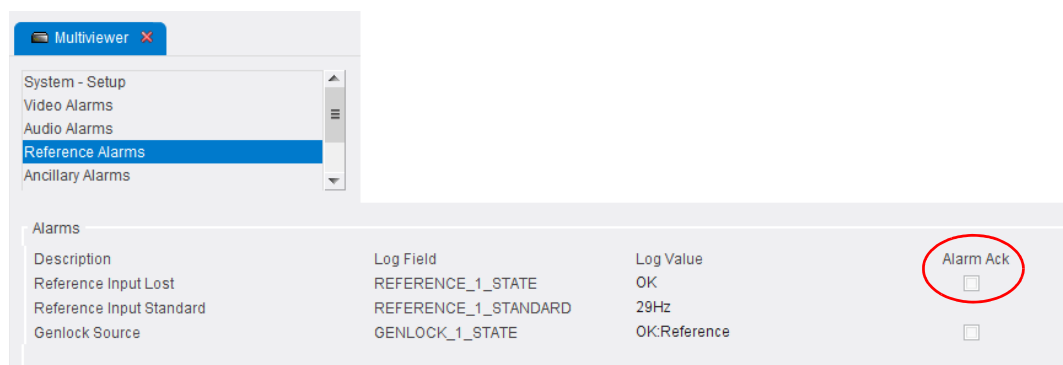 Multiviewer
System - Setup
Video Alarms
Audio Alarms
Reference Alarms
Ancillary Alarms
Alarms
Description Log Field Log Value Alarm Ack
Reference Input Lost REFERENCE_1_STATE OK
Reference Input Standard REFERENCE_1_STANDARD 29Hz
Genlock Source GENLOCK_1_STATE OK:Reference